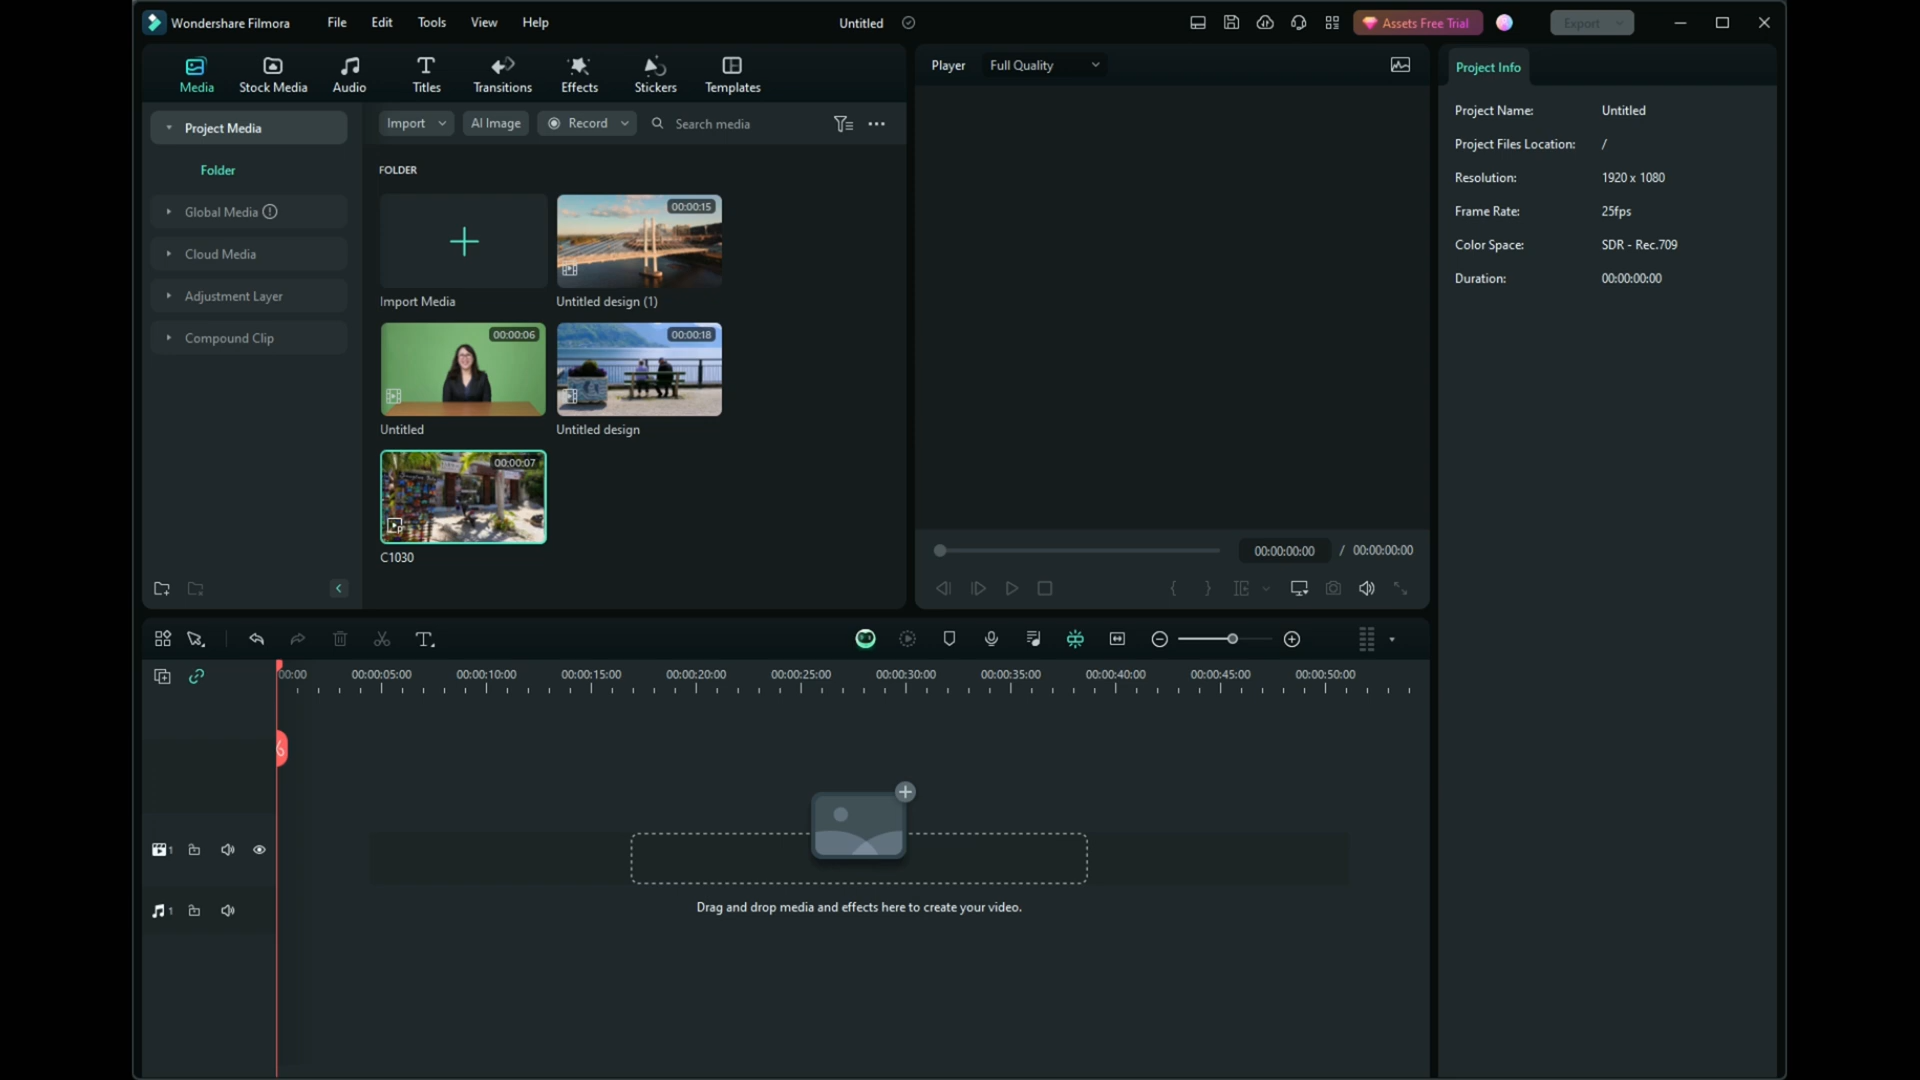 Wondershare Filmora File Edit Tools View Help Untitled Assets Free Trial Export
Media Stock Media Audio Titles Transitions Effects Stickers Templates
Player Full Quality
Project Info
Project Media
Folder
Global Media
Cloud Media
Adjustment Layer
Compound Clip
Import AI Image Record Search media
FOLDER
Import Media
00:00:15
Untitled design (1)
00:00:06
Untitled
00:00:18
Untitled design
00:00:07
C1030
00:00:00:00 / 00:00:00:00
Project Name: Untitled
Project Files Location: /
Resolution: 1920 x 1080
Frame Rate: 25fps
Color Space: SDR - Rec.709
Duration: 00:00:00:00
00:00 00:00:05:00 00:00:10:00 00:00:15:00 00:00:20:00 00:00:25:00 00:00:30:00 00:00:35:00 00:00:40:00 00:00:45:00 00:00:50:00
1
1
Drag and drop media and effects here to create your video.